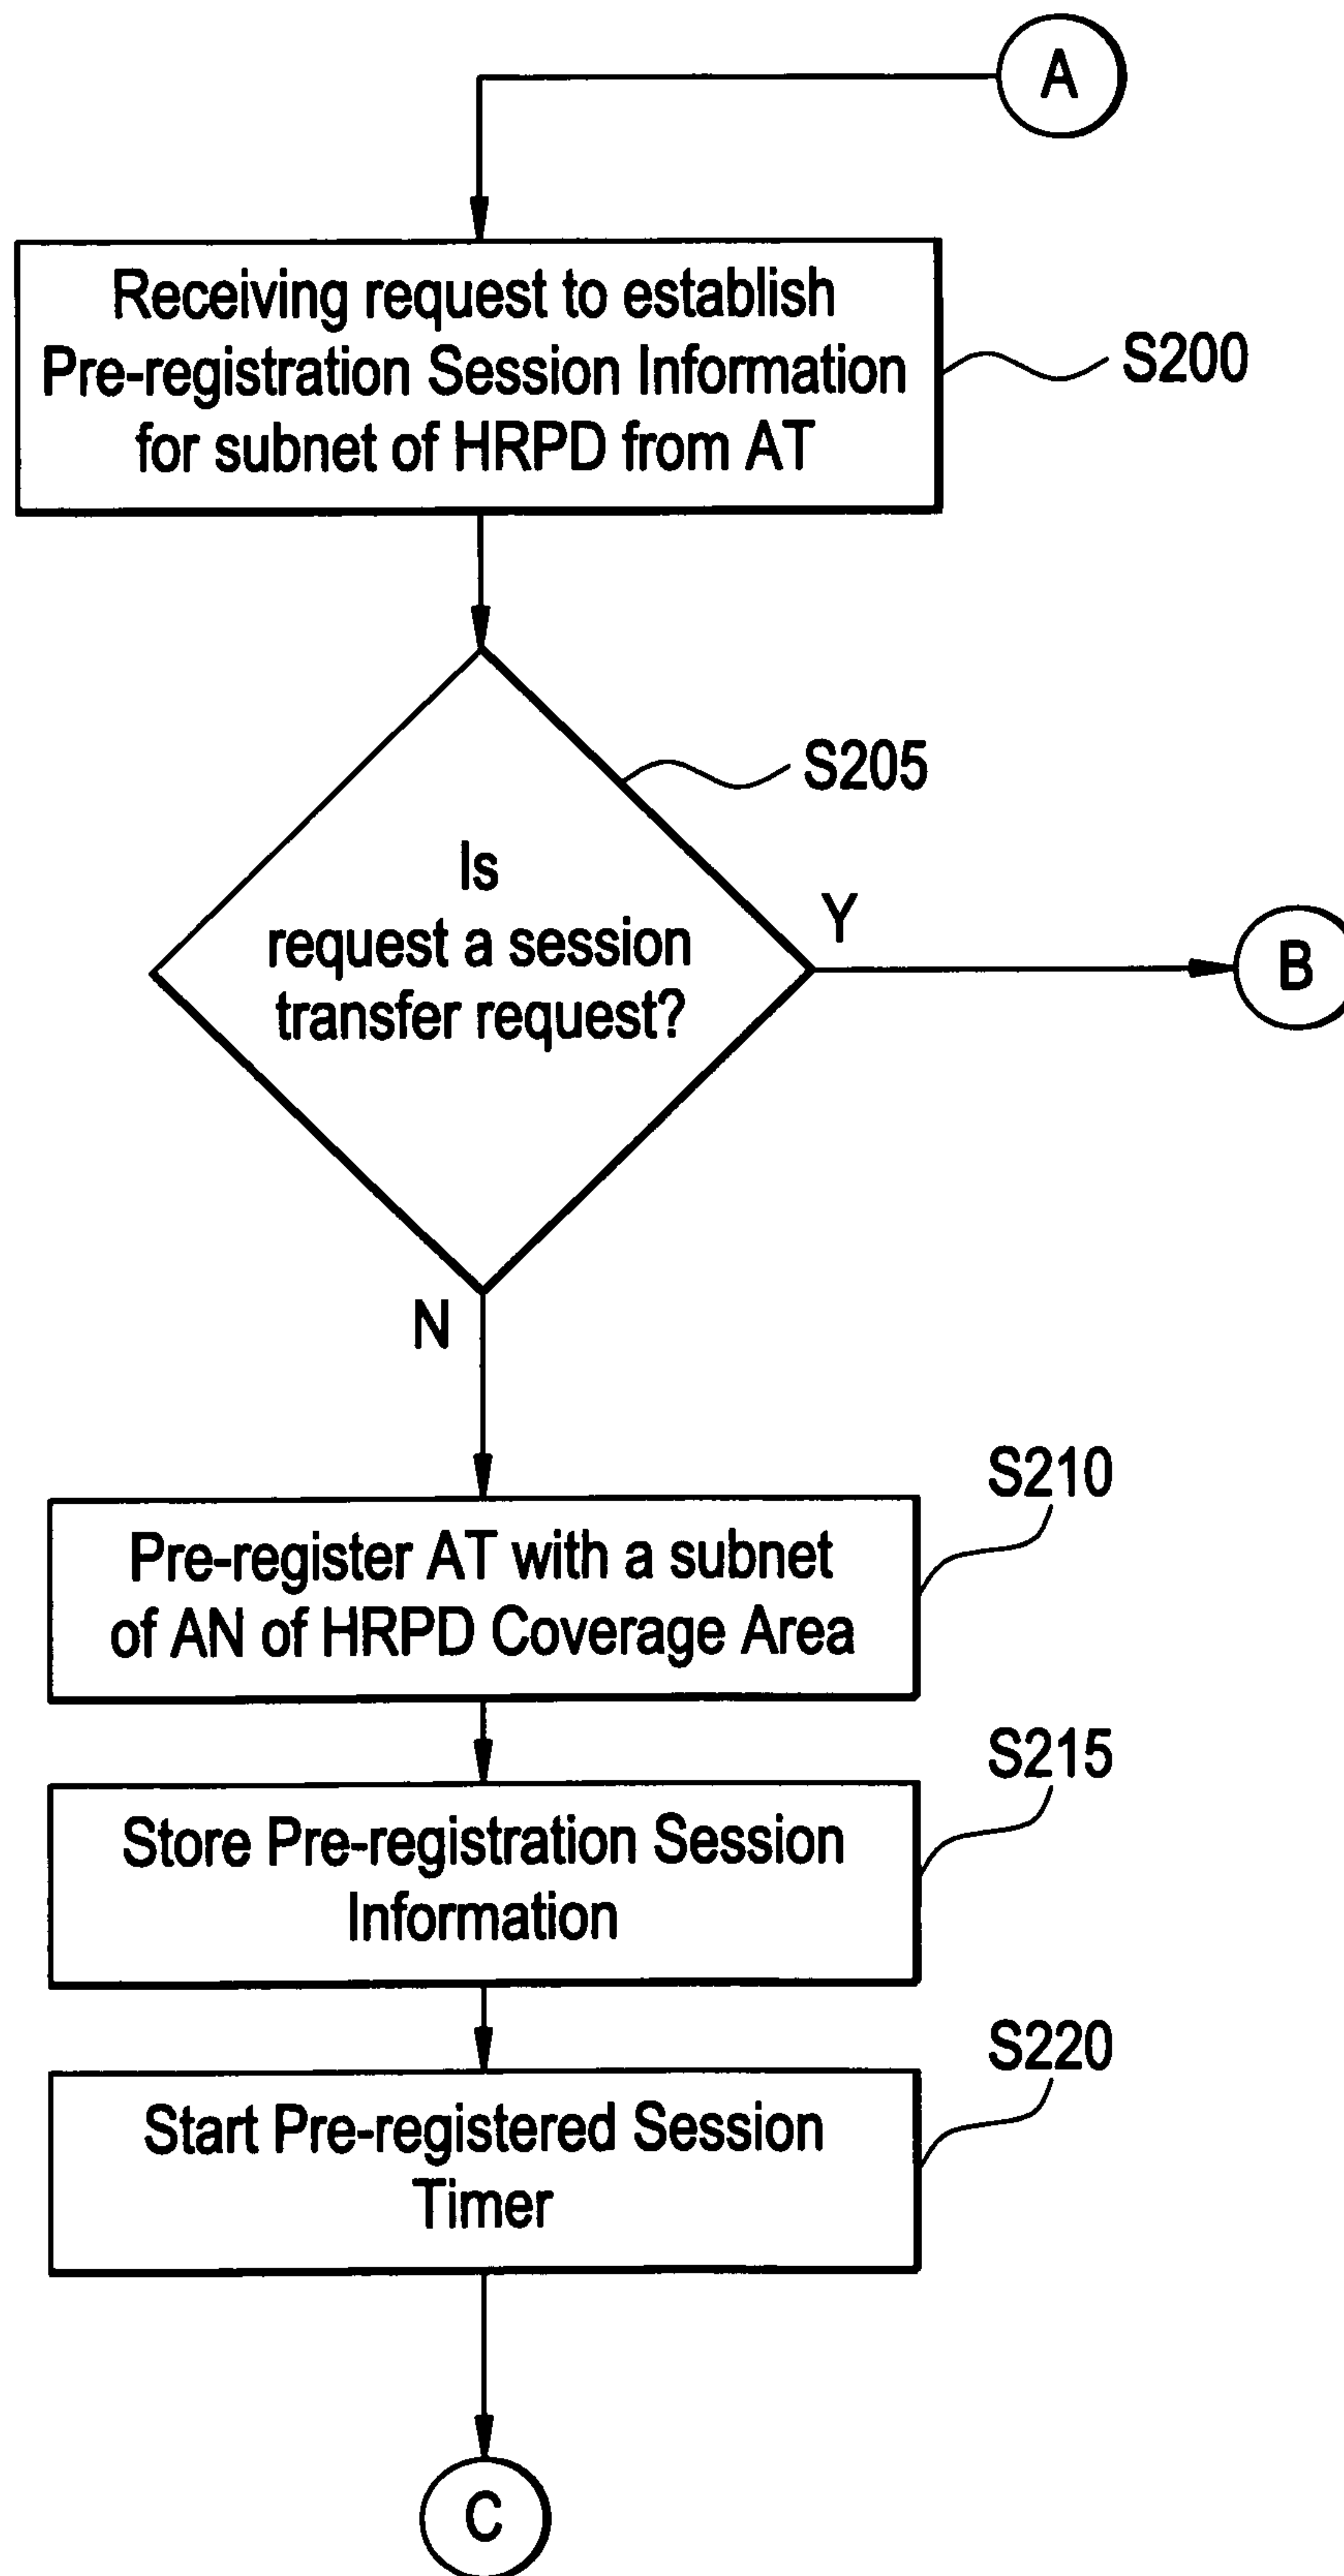 A
Receiving request to establish
Pre-registration Session Information
for subnet of HRPD from AT
S200
S205
Is
request a session
transfer request?
Y
B
N
S210
Pre-register AT with a subnet
of AN of HRPD Coverage Area
S215
Store Pre-registration Session
Information
S220
Start Pre-registered Session
Timer
C